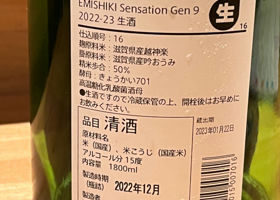 EMISHIKI Sensation Gen 9
2022-23 生酒
生
16
仕込順号:16
麹原料米:滋賀県産越神楽
掛原料米:滋賀県産吟おうみ
精米歩合:50%
酵母:きょうかい701
高温糖化乳酸菌酒母
●生酒ですので冷蔵保管の上、開栓後はお早めに
お飲みください。
品目 清酒
原材料名
米(国産)、米こうじ(国産米)
アルコール分 15度
内容量 1800ml
製造時期
(瓶詰) 2022年12月
蔵出期
2023年01月22日